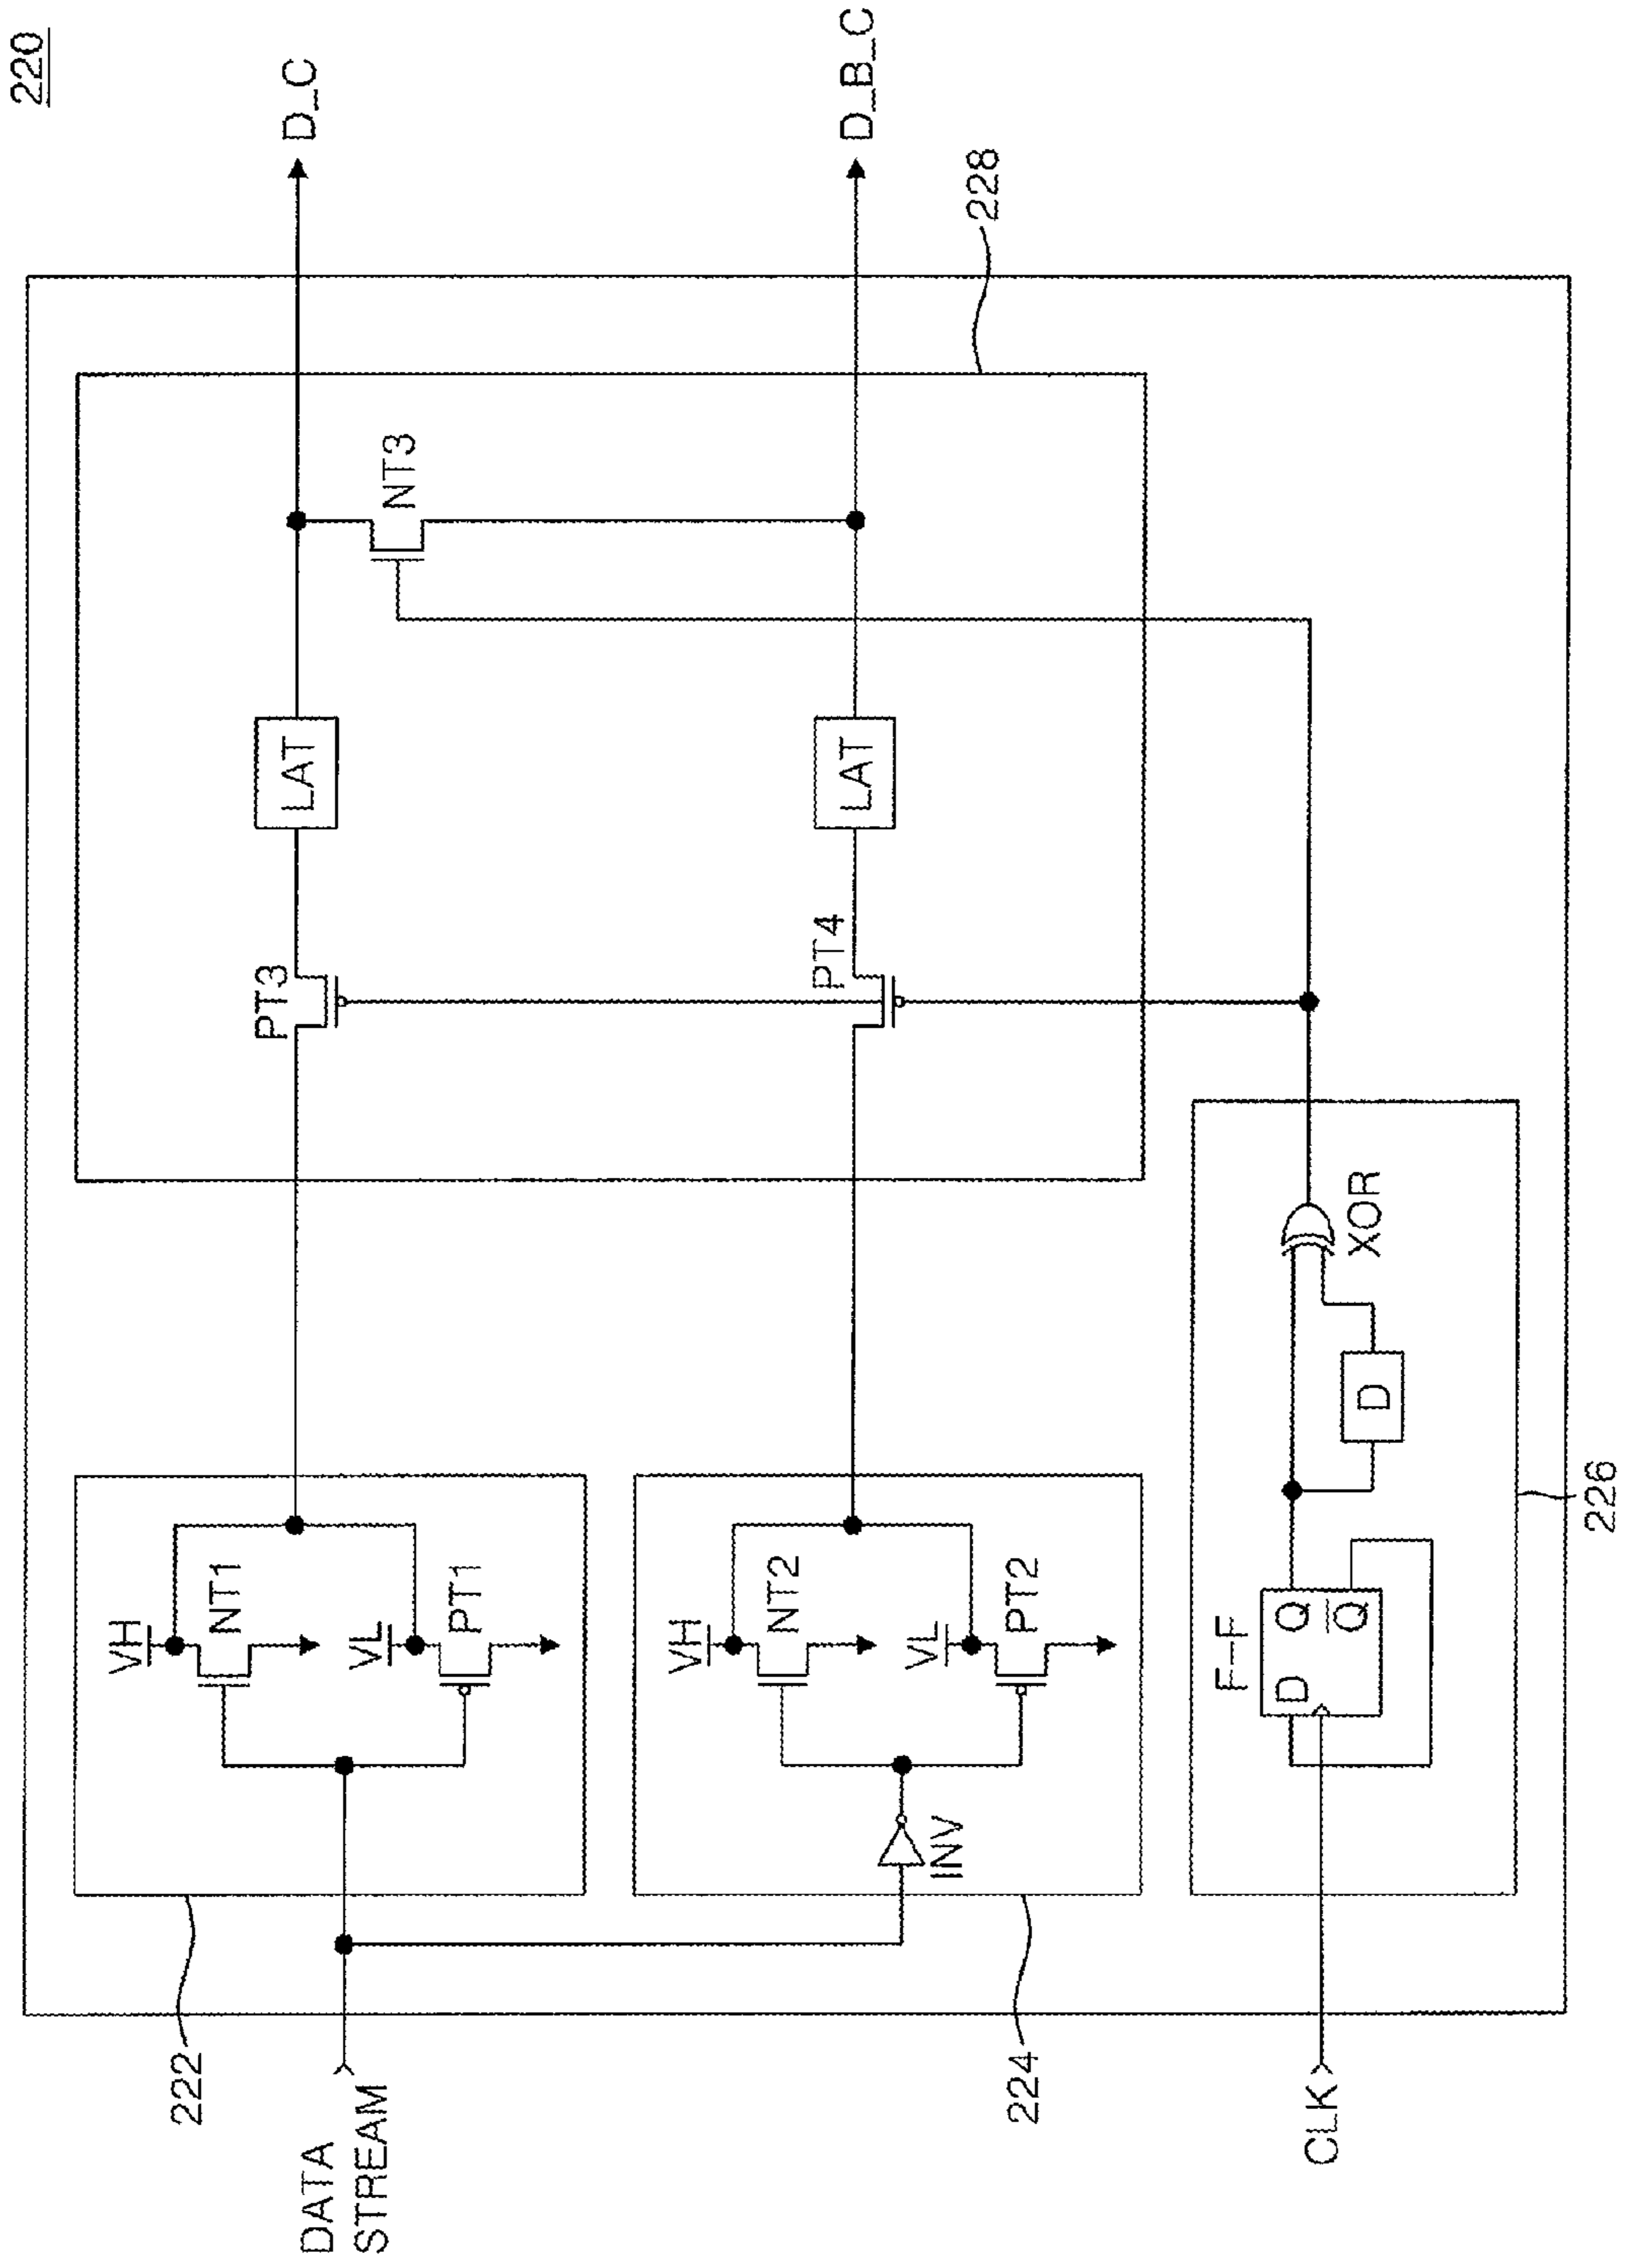 220
D_C
D_B_C
228
NT3
LAT
LAT
PT3
PT4
XOR
D
226
VH
NT1
VL
PT1
VH
NT2
VL
PT2
INV
F-F
D
Q
Q̅
222
224
DATA
STREAM
CLK